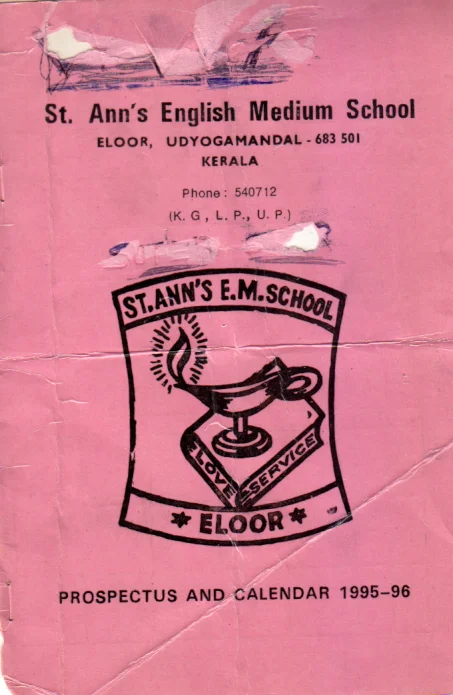 St. Ann's English Medium School
ELOOR, UDYOGAMANDAL - 683 501
KERALA
Phone : 540712
(K. G , L. P., U. P.)
ST. ANN'S E.M. SCHOOL
LOVE SERVICE
★ ELOOR ★
PROSPECTUS AND CALENDAR 1995-96